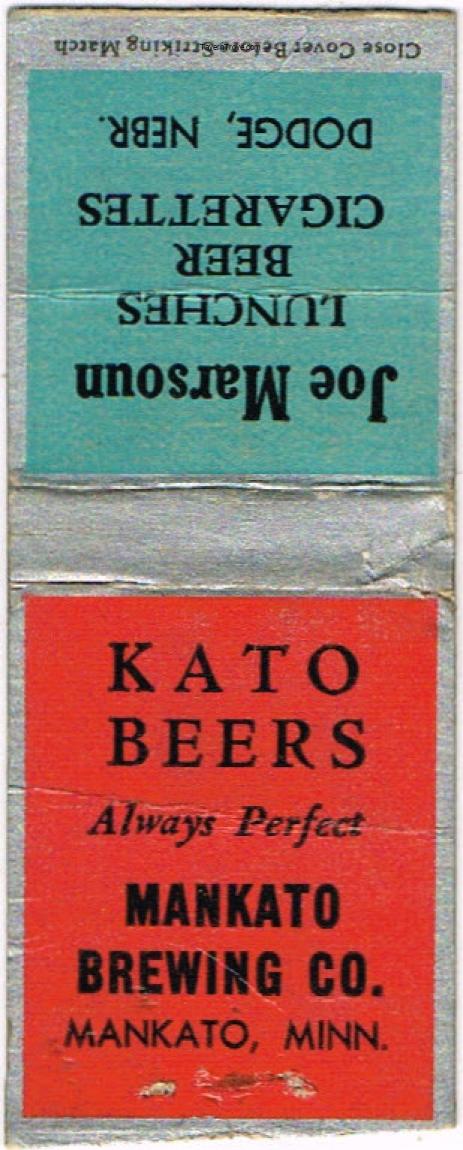 Close Cover Before Striking Match
Joe Marsoun
LUNCHES
BEER
CIGARETTES
DODGE, NEBR.
KATO
BEERS
Always Perfect
MANKATO
BREWING CO.
MANKATO, MINN.